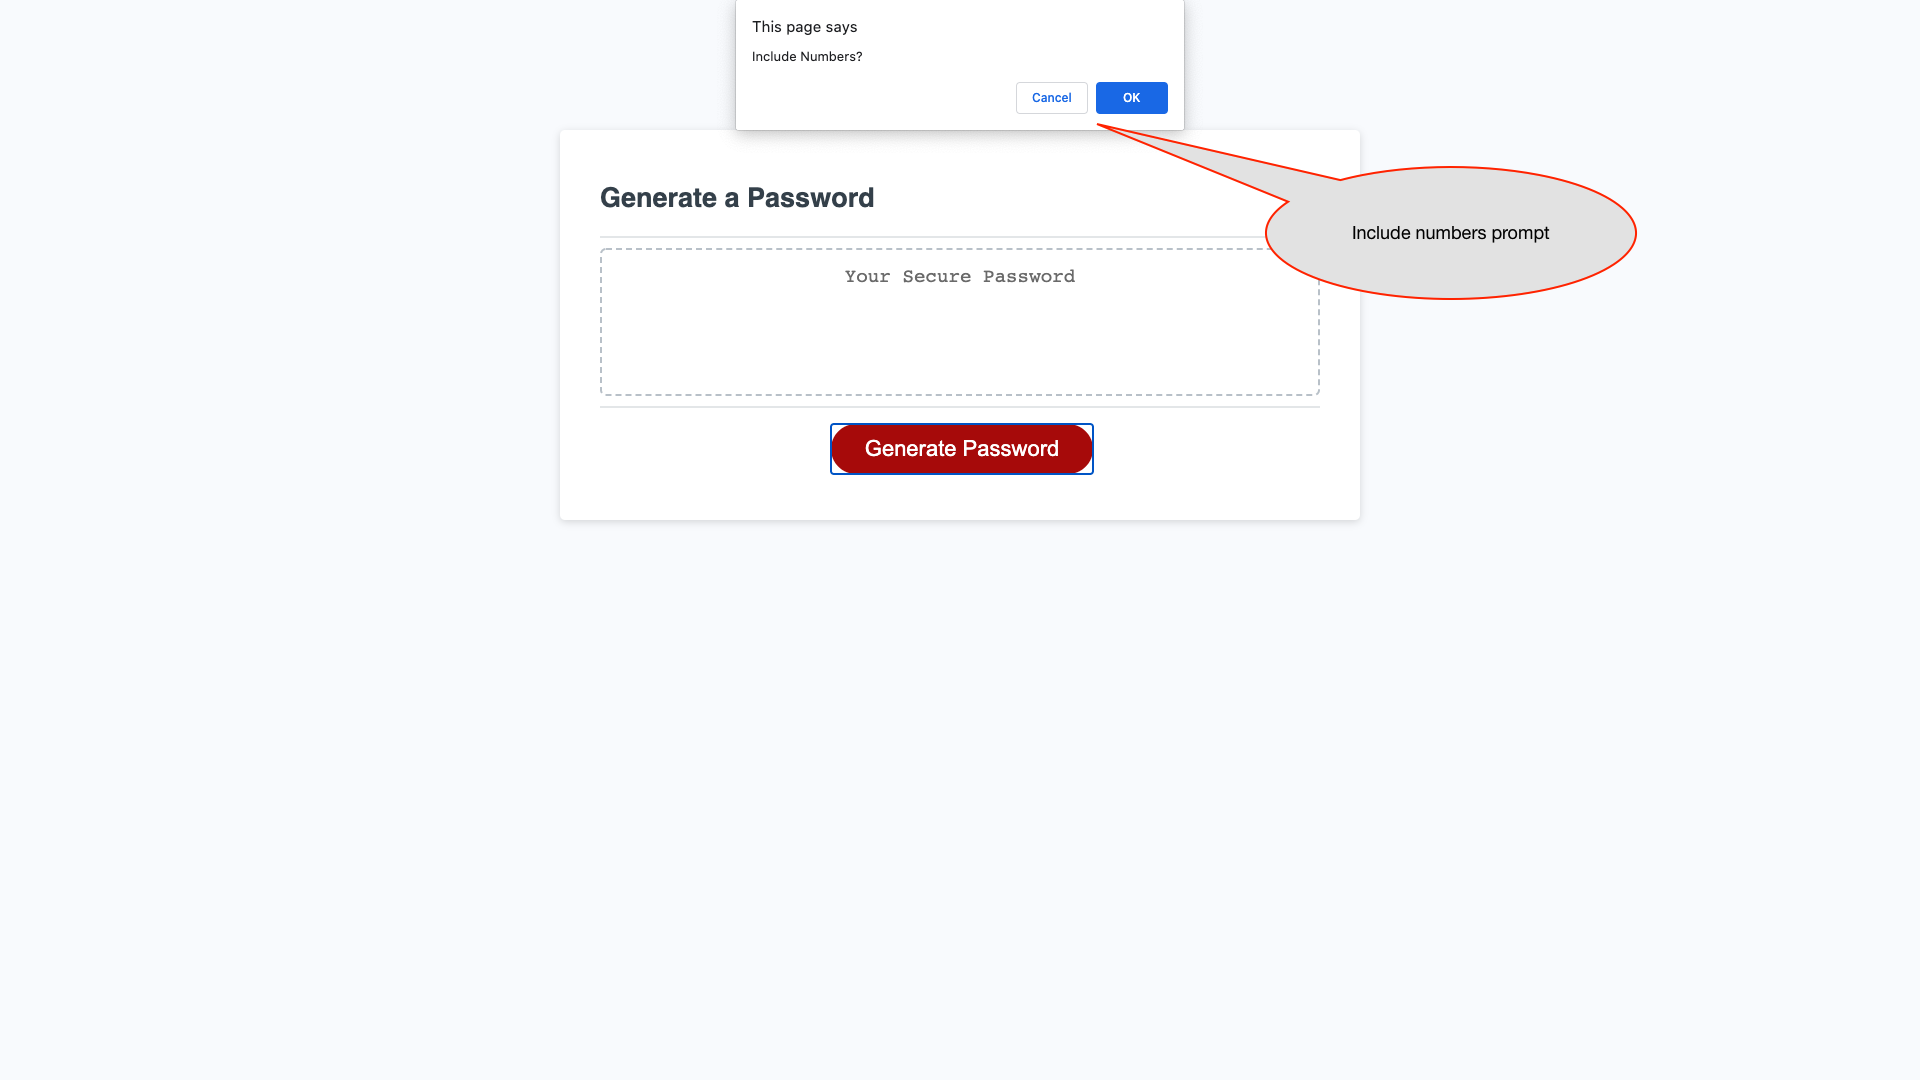 This page says
Include Numbers?
Cancel
OK
Generate a Password
Include numbers prompt
Your Secure Password
Generate Password